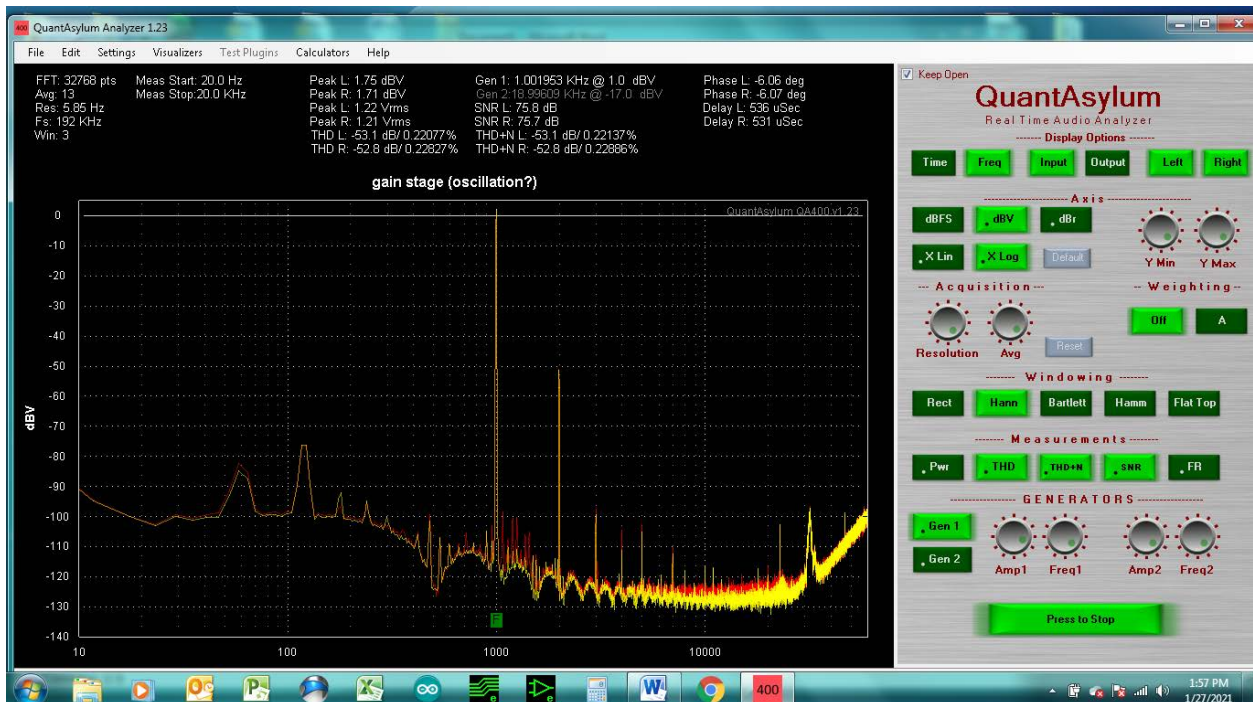 QuantAsylum Analyzer 1.23
File Edit Settings Visualizers Test Plugins Calculators Help
FFT: 32768 pts
Avg: 13
Res: 5.85 Hz
Fs: 192 KHz
Win: 3
Meas Start: 20.0 Hz
Meas Stop:20.0 KHz
Peak L: 1.75 dBV
Peak R: 1.71 dBV
Peak L: 1.22 Vrms
Peak R: 1.21 Vrms
THD L: -53.1 dB/ 0.22077%
THD R: -52.8 dB/ 0.22827%
Gen 1: 1.001953 KHz @ 1.0 dBV
Gen 2:18.99609 KHz @ -17.0 dBV
SNR L: 75.8 dB
SNR R: 75.7 dB
THD+N L: -53.1 dB/ 0.22137%
THD+N R: -52.8 dB/ 0.22886%
Phase L: -6.06 deg
Phase R: -6.07 deg
Delay L: 536 uSec
Delay R: 531 uSec
gain stage (oscillation?)
QuantAsylum QA400.v1.23
dBV
0
-10
-20
-30
-40
-50
-60
-70
-80
-90
-100
-110
-120
-130
-140
F
10 100 1000 10000
Keep Open
QuantAsylum
Real Time Audio Analyzer
Display Options
Time Freq Input Output Left Right
Axis
dBFS dBV dBr
X Lin X Log Default
Y Min Y Max
Acquisition
Resolution Avg
Reset
Weighting
Off A
Windowing
Rect Hann Bartlett Hamm Flat Top
Measurements
Pwr THD THD+N SNR FR
GENERATORS
Gen 1
Gen 2
Amp1 Freq1 Amp2 Freq2
Press to Stop
400
1:57 PM
1/27/2021